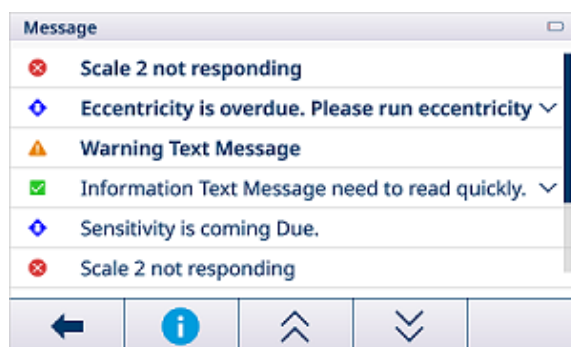 Message
Scale 2 not responding
Eccentricity is overdue. Please run eccentricity
Warning Text Message
Information Text Message need to read quickly.
Sensitivity is coming Due.
Scale 2 not responding